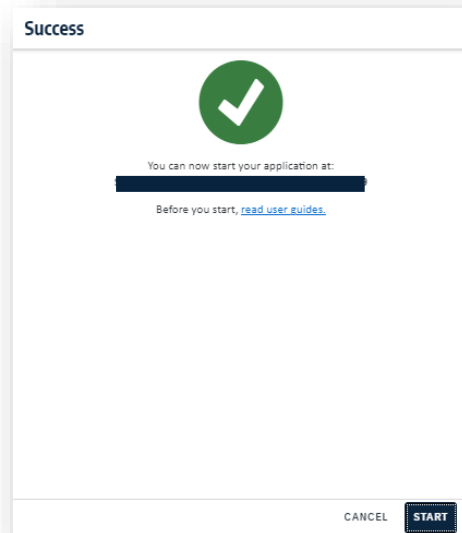 Success
You can now start your application at:
Before you start, read user guides.
CANCEL
START